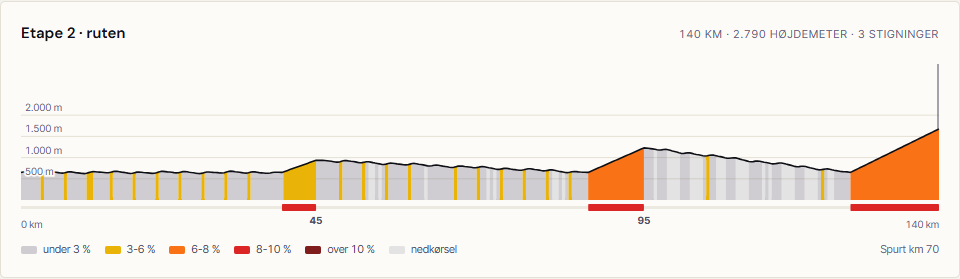 Etape 2 · ruten
140 KM · 2.790 HØJDEMETER · 3 STIGNINGER
2.000 m
1.500 m
1.000 m
500 m
45
95
0 km
140 km
under 3 %
3-6 %
6-8 %
8-10 %
over 10 %
nedkørsel
Spurt km 70